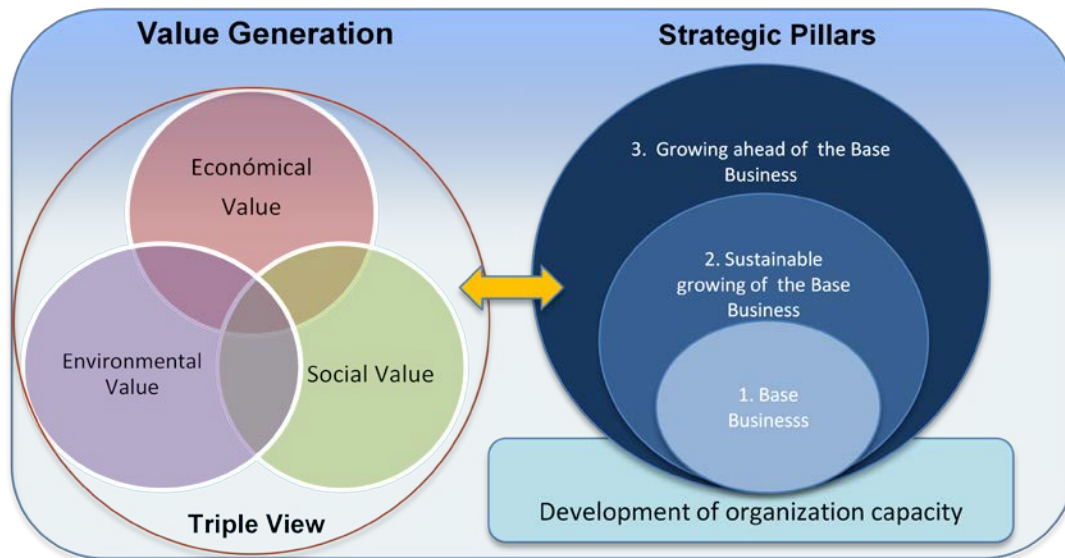 Value Generation
Económical
Value
Environmental
Value
Social Value
Triple View
Strategic Pillars
3. Growing ahead of the Base
Business
2. Sustainable
growing of the Base
Business
1. Base
Businesss
Development of organization capacity